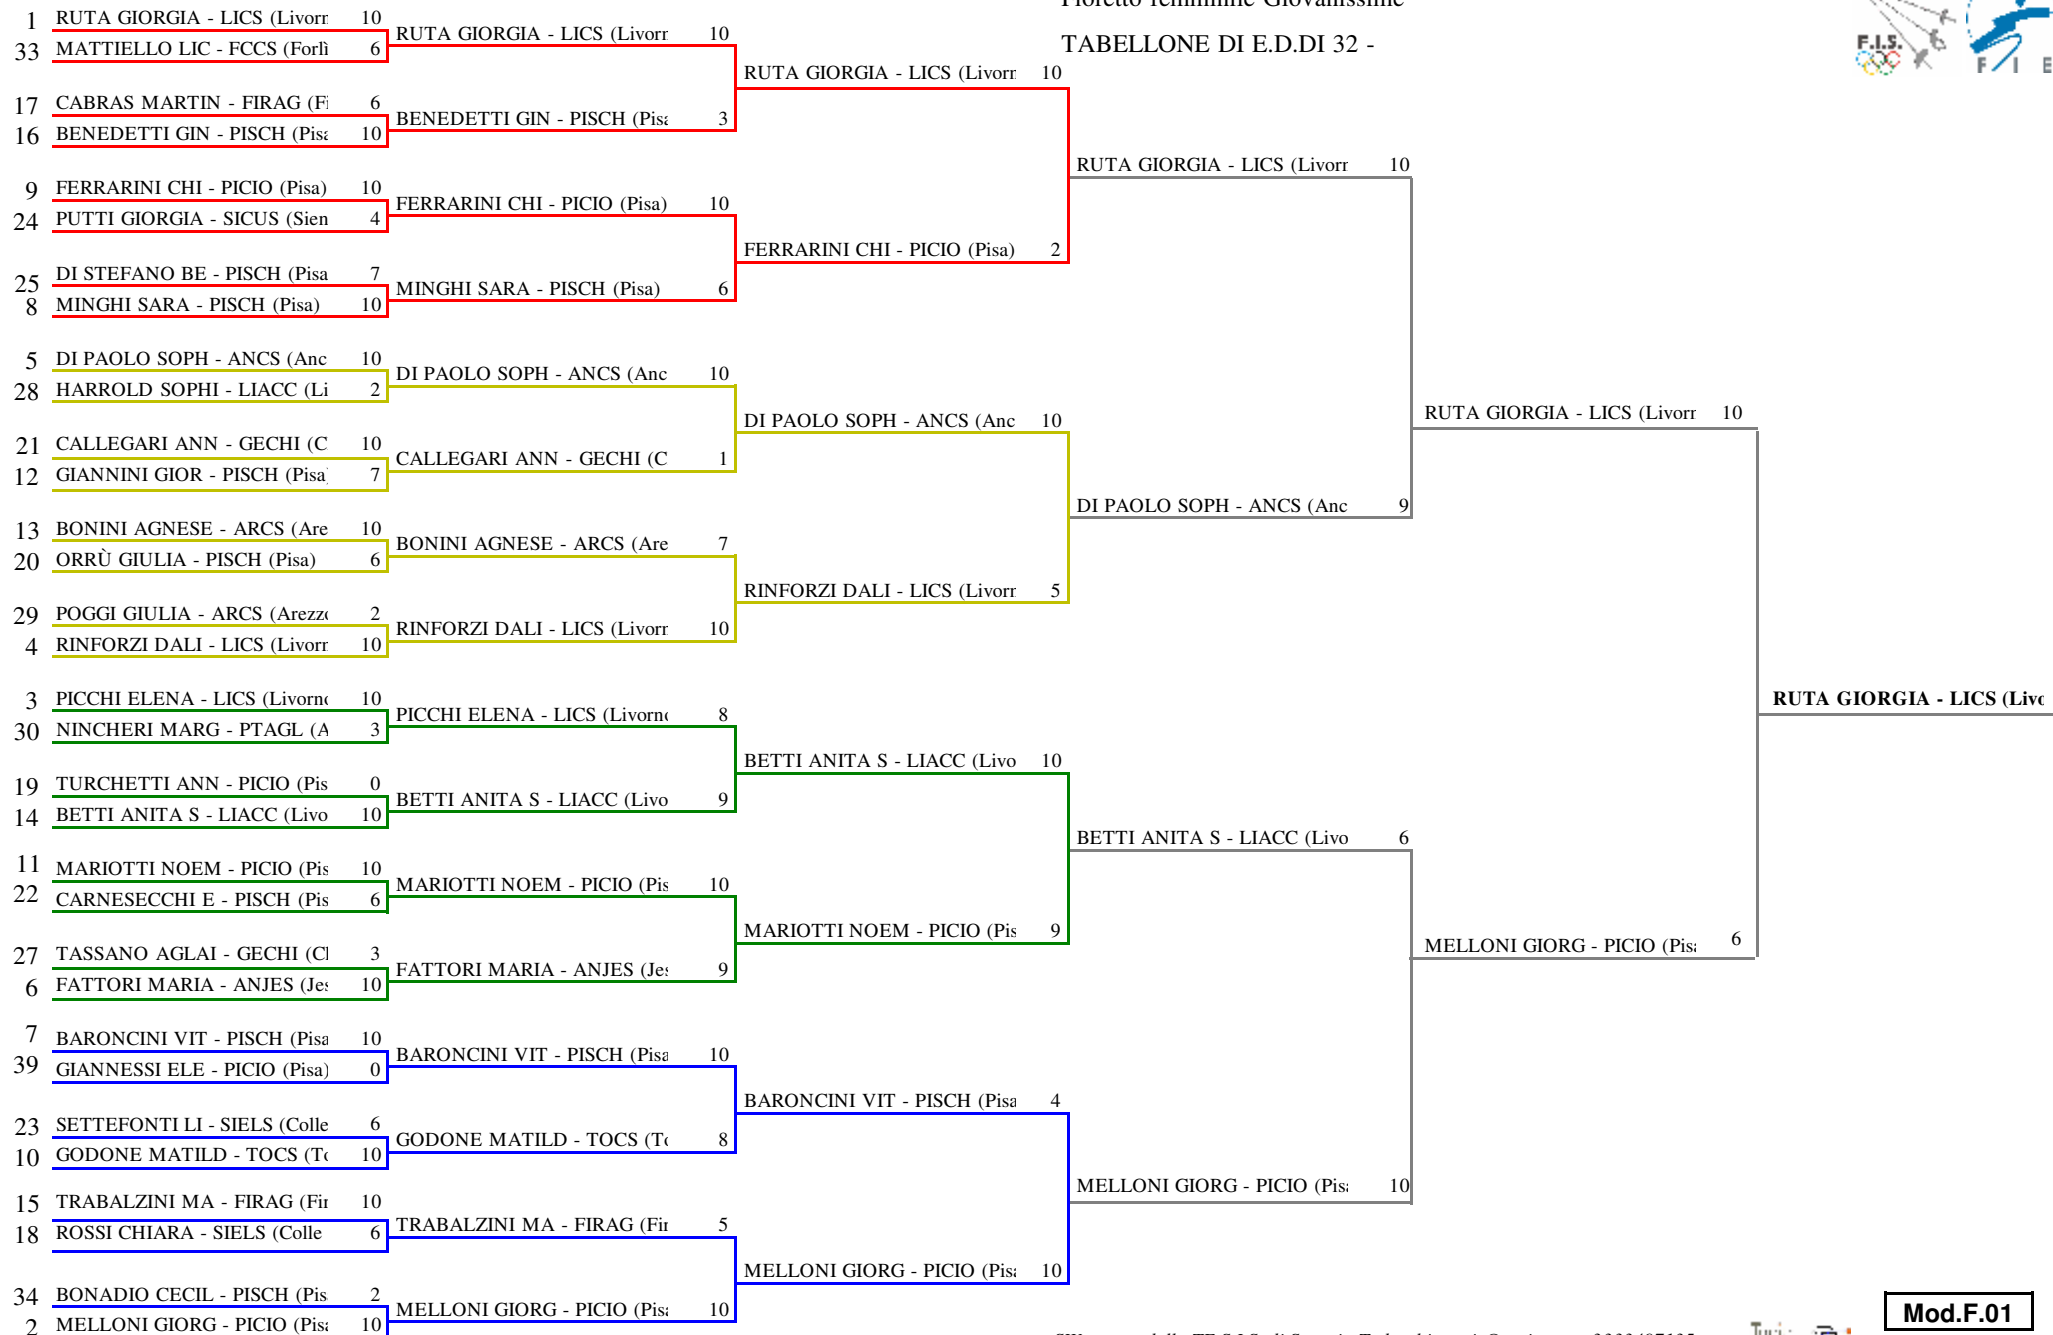 TABELLONE DI E.D.DI 32 -
F.I.S.
F I E
1 RUTA GIORGIA - LICS (Livorn 10
33 MATTIELLO LIC - FCCS (Forlì 6
17 CABRAS MARTIN - FIRAG (Fi 6
16 BENEDETTI GIN - PISCH (Pisa 10
9 FERRARINI CHI - PICIO (Pisa) 10
24 PUTTI GIORGIA - SICUS (Sien 4
25 DI STEFANO BE - PISCH (Pisa 7
8 MINGHI SARA - PISCH (Pisa) 10
5 DI PAOLO SOPH - ANCS (Anc 10
28 HARROLD SOPHI - LIACC (Li 2
21 CALLEGARI ANN - GECHI (C 10
12 GIANNINI GIOR - PISCH (Pisa) 7
13 BONINI AGNESE - ARCS (Are 10
20 ORRÙ GIULIA - PISCH (Pisa) 6
29 POGGI GIULIA - ARCS (Arezzo 2
4 RINFORZI DALI - LICS (Livorn 10
3 PICCHI ELENA - LICS (Livorno 10
30 NINCHERI MARG - PTAGL (A 3
19 TURCHETTI ANN - PICIO (Pis 0
14 BETTI ANITA S - LIACC (Livo 10
11 MARIOTTI NOEM - PICIO (Pis 10
22 CARNESECCHI E - PISCH (Pis 6
27 TASSANO AGLAI - GECHI (Cl 3
6 FATTORI MARIA - ANJES (Jes 10
7 BARONCINI VIT - PISCH (Pisa 10
39 GIANNESSI ELE - PICIO (Pisa) 0
23 SETTEFONTI LI - SIELS (Colle 6
10 GODONE MATILD - TOCS (To 10
15 TRABALZINI MA - FIRAG (Fir 10
18 ROSSI CHIARA - SIELS (Colle 6
34 BONADIO CECIL - PISCH (Pis 2
2 MELLONI GIORG - PICIO (Pisa 10
RUTA GIORGIA - LICS (Livorn 10
BENEDETTI GIN - PISCH (Pisa 3
FERRARINI CHI - PICIO (Pisa) 10
MINGHI SARA - PISCH (Pisa) 6
DI PAOLO SOPH - ANCS (Anc 10
CALLEGARI ANN - GECHI (C 1
BONINI AGNESE - ARCS (Are 7
RINFORZI DALI - LICS (Livorn 10
PICCHI ELENA - LICS (Livorno 8
BETTI ANITA S - LIACC (Livo 9
MARIOTTI NOEM - PICIO (Pis 10
FATTORI MARIA - ANJES (Jes 9
BARONCINI VIT - PISCH (Pisa 10
GODONE MATILD - TOCS (To 8
TRABALZINI MA - FIRAG (Fir 5
MELLONI GIORG - PICIO (Pisa 10
RUTA GIORGIA - LICS (Livorn 10
FERRARINI CHI - PICIO (Pisa) 2
DI PAOLO SOPH - ANCS (Anc 10
RINFORZI DALI - LICS (Livorn 5
BETTI ANITA S - LIACC (Livo 10
MARIOTTI NOEM - PICIO (Pis 9
BARONCINI VIT - PISCH (Pisa 4
MELLONI GIORG - PICIO (Pisa 10
RUTA GIORGIA - LICS (Livorn 10
DI PAOLO SOPH - ANCS (Anc 9
BETTI ANITA S - LIACC (Livo 6
MELLONI GIORG - PICIO (Pisa 10
RUTA GIORGIA - LICS (Livorn 10
MELLONI GIORG - PICIO (Pisa 6
RUTA GIORGIA - LICS (Livo
Mod.F.01